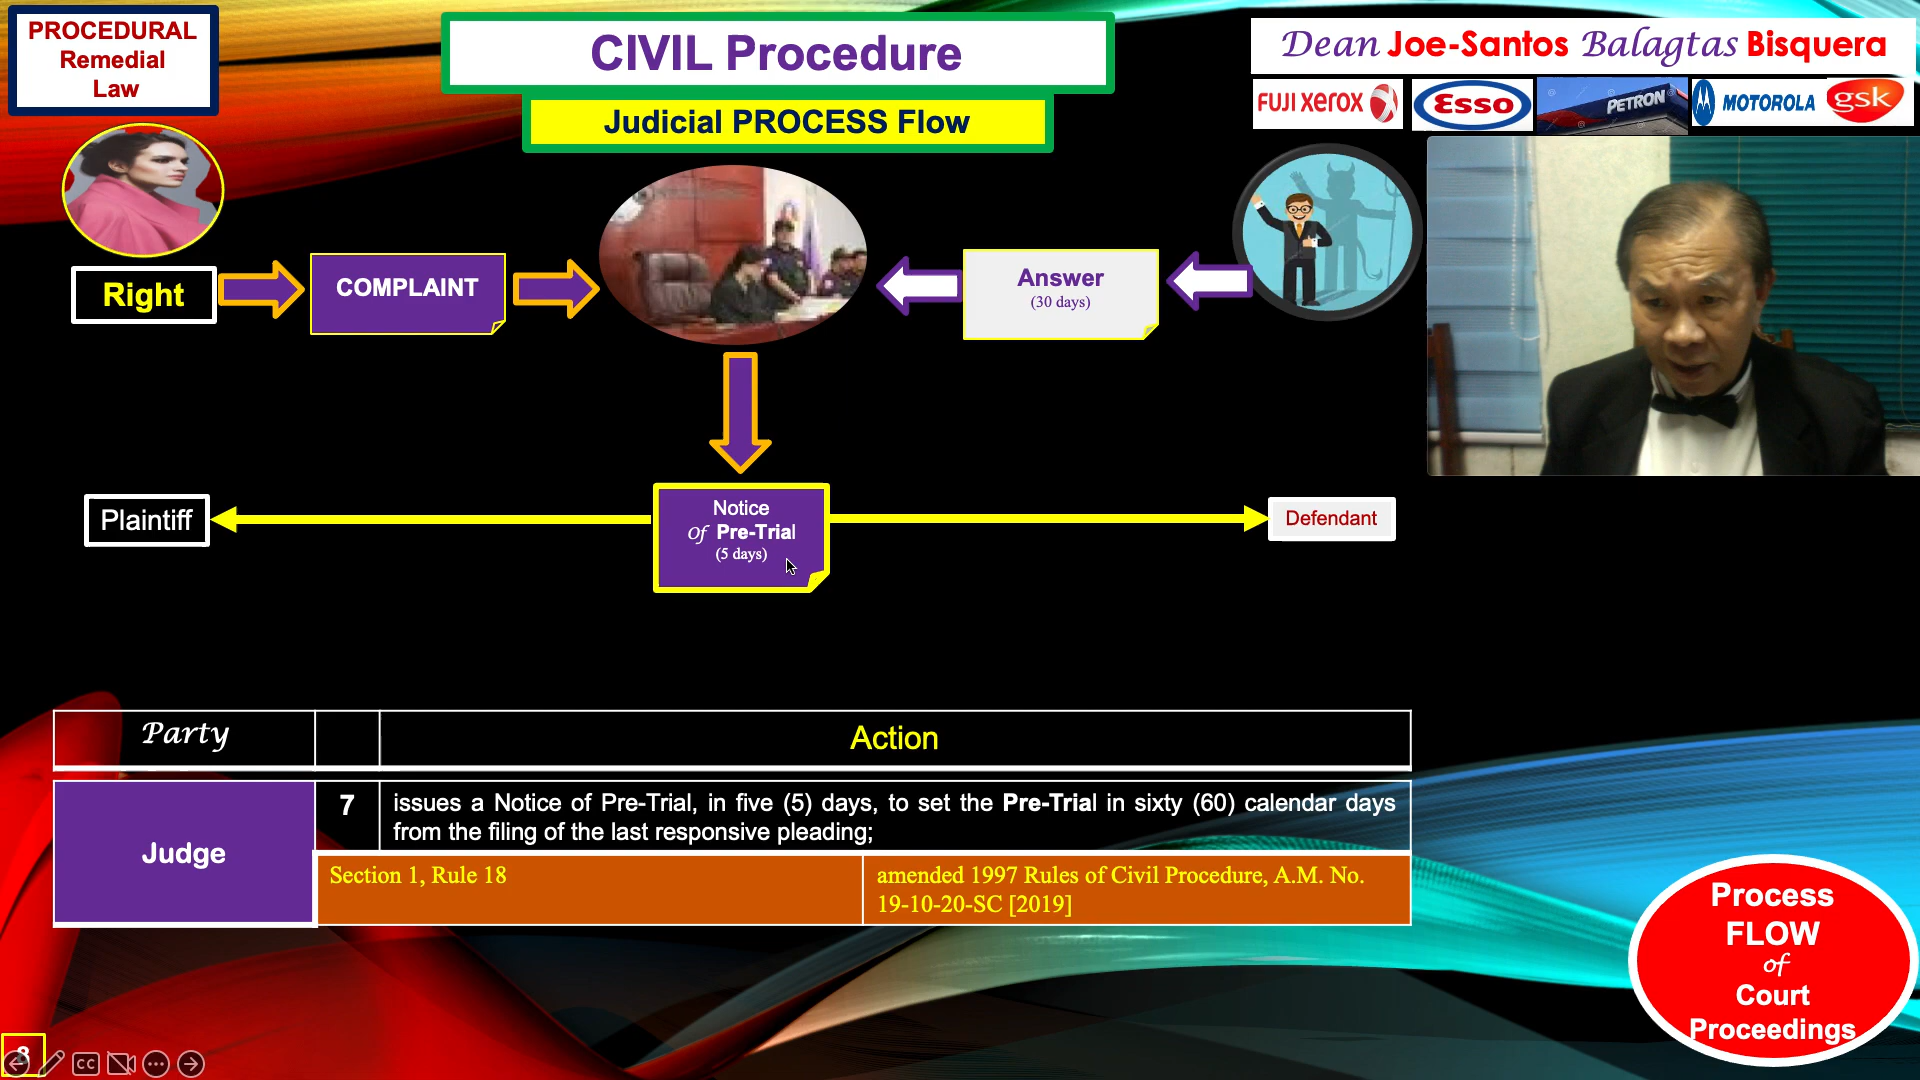 PROCEDURAL
Remedial
Law
CIVIL Procedure
Judicial PROCESS Flow
Dean Joe-Santos Balagtas Bisquera
FUJI XEROX
Esso
PETRON
MOTOROLA
gsk
Right
COMPLAINT
Answer
(30 days)
Plaintiff
Notice
of Pre-Trial
(5 days)
Defendant
Party
Action
Judge
7
issues a Notice of Pre-Trial, in five (5) days, to set the Pre-Trial in sixty (60) calendar days
from the filing of the last responsive pleading;
Section 1, Rule 18
amended 1997 Rules of Civil Procedure, A.M. No.
19-10-20-SC [2019]
Process
FLOW
of
Court
Proceedings
8
CC